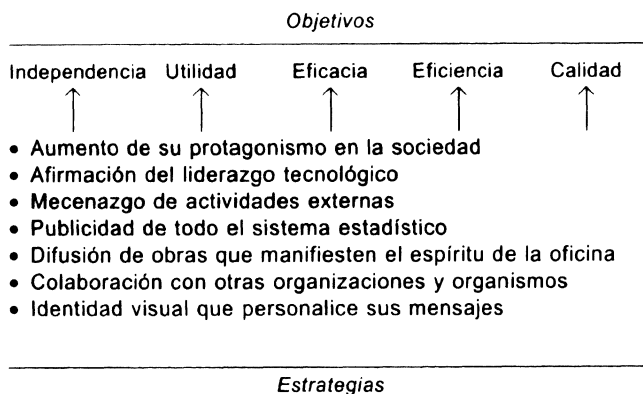 Objetivos
Independencia Utilidad Eficacia Eficiencia Calidad
• Aumento de su protagonismo en la sociedad
• Afirmación del liderazgo tecnológico
• Mecenazgo de actividades externas
• Publicidad de todo el sistema estadístico
• Difusión de obras que manifiesten el espíritu de la oficina
• Colaboración con otras organizaciones y organismos
• Identidad visual que personalice sus mensajes
Estrategias